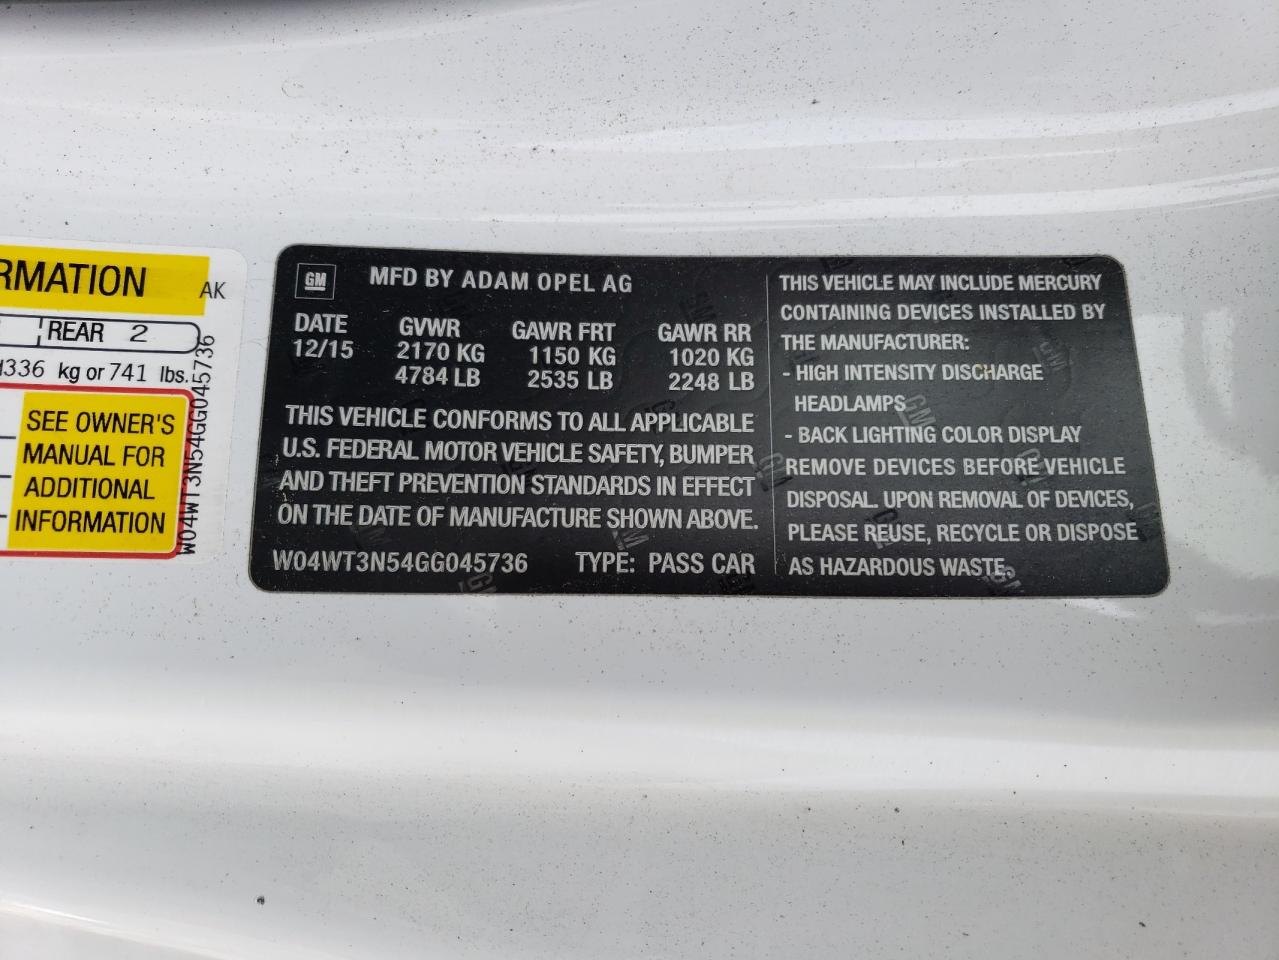 RMATION
AK
REAR 2
336 kg or 741 lbs.
SEE OWNER'S
MANUAL FOR
ADDITIONAL
INFORMATION
W04WT3N54GG045736
GM
MFD BY ADAM OPEL AG
DATE GVWR GAWR FRT GAWR RR
12/15 2170 KG 1150 KG 1020 KG
4784 LB 2535 LB 2248 LB
THIS VEHICLE CONFORMS TO ALL APPLICABLE
U.S. FEDERAL MOTOR VEHICLE SAFETY, BUMPER
AND THEFT PREVENTION STANDARDS IN EFFECT
ON THE DATE OF MANUFACTURE SHOWN ABOVE.
W04WT3N54GG045736 TYPE: PASS CAR
THIS VEHICLE MAY INCLUDE MERCURY
CONTAINING DEVICES INSTALLED BY
THE MANUFACTURER:
- HIGH INTENSITY DISCHARGE
HEADLAMPS
- BACK LIGHTING COLOR DISPLAY
REMOVE DEVICES BEFORE VEHICLE
DISPOSAL. UPON REMOVAL OF DEVICES,
PLEASE REUSE, RECYCLE OR DISPOSE
AS HAZARDOUS WASTE.